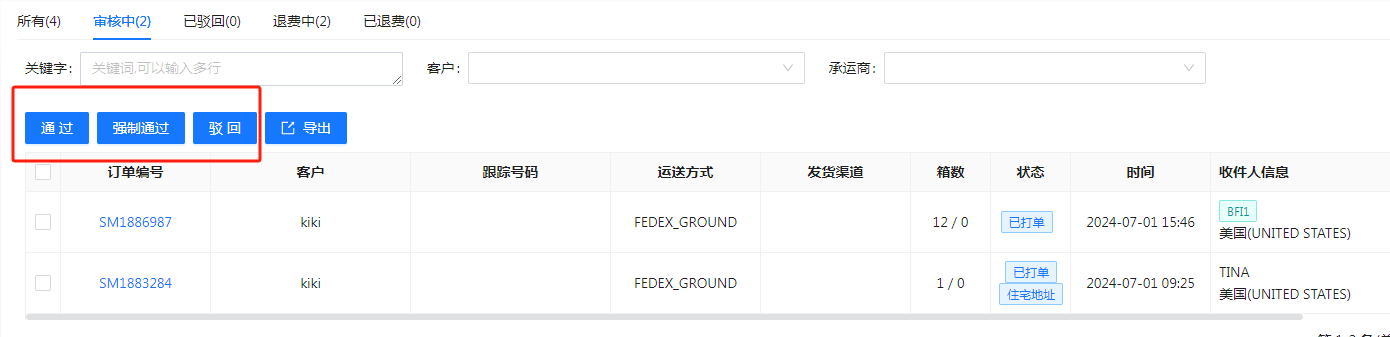 所有(4) 审核中(2) 已驳回(0) 退费中(2) 已退费(0)
关键字: 关键词,可以输入多行 客户: 承运商:
通 过 强制通过 驳 回 导出
订单编号 客户 跟踪号码 运送方式 发货渠道 箱数 状态 时间 收件人信息
SM1886987 kiki FEDEX_GROUND 12 / 0 已打单 2024-07-01 15:46 BFI1
美国(UNITED STATES)
SM1883284 kiki FEDEX_GROUND 1 / 0 已打单 2024-07-01 09:25 TINA
住宅地址 美国(UNITED STATES)